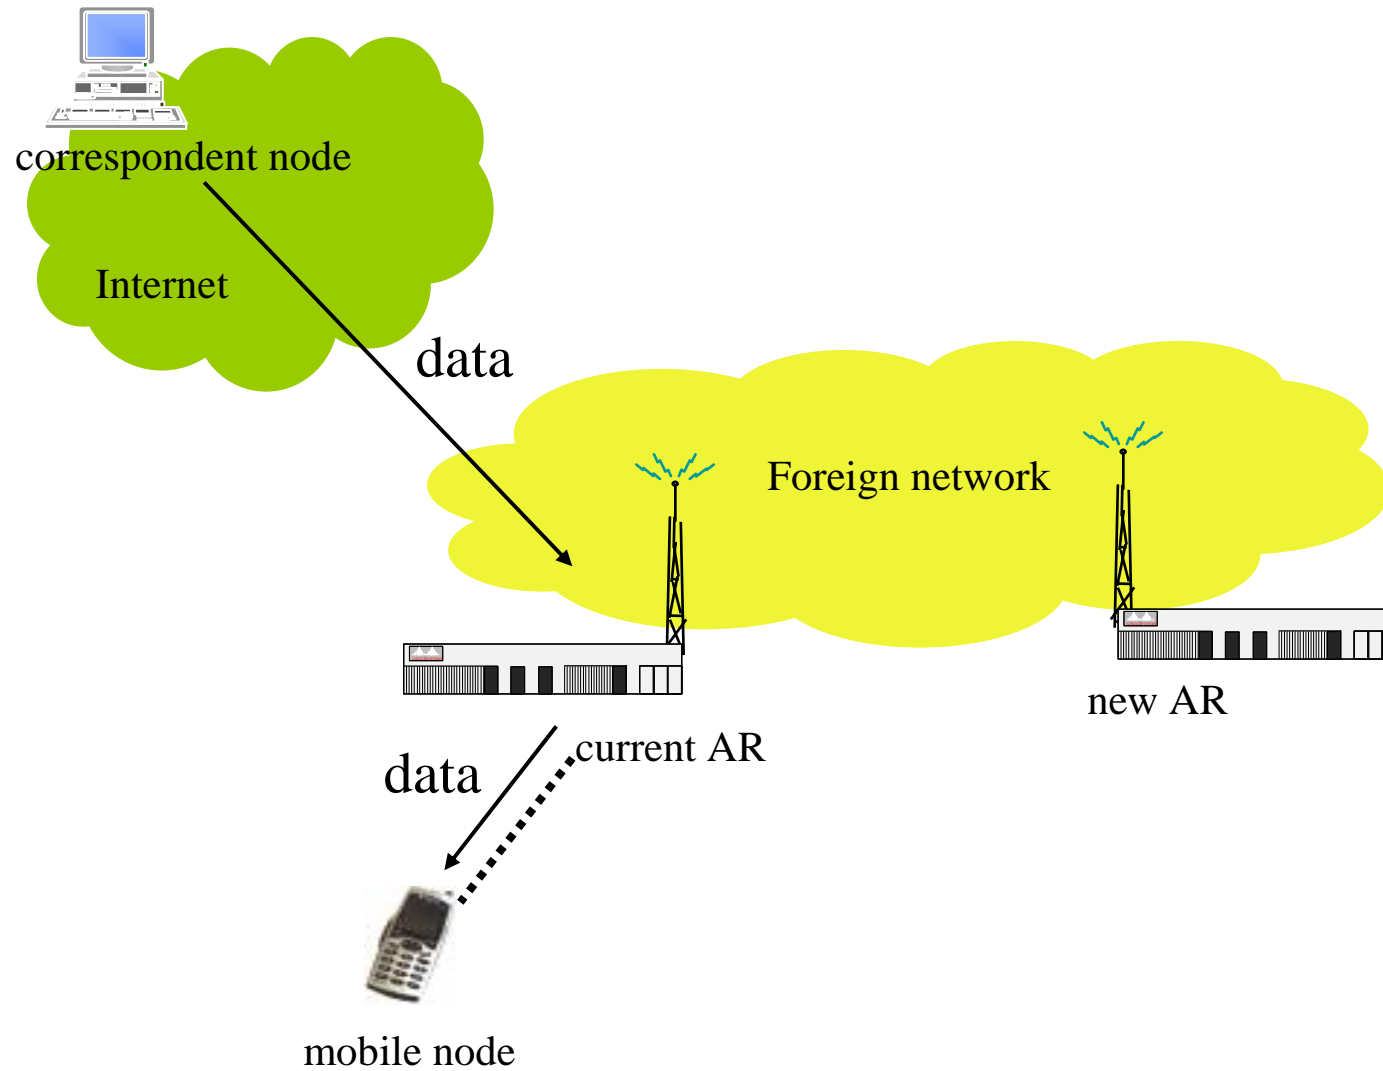 correspondent node
Internet
data
Foreign network
new AR
current AR
data
mobile node